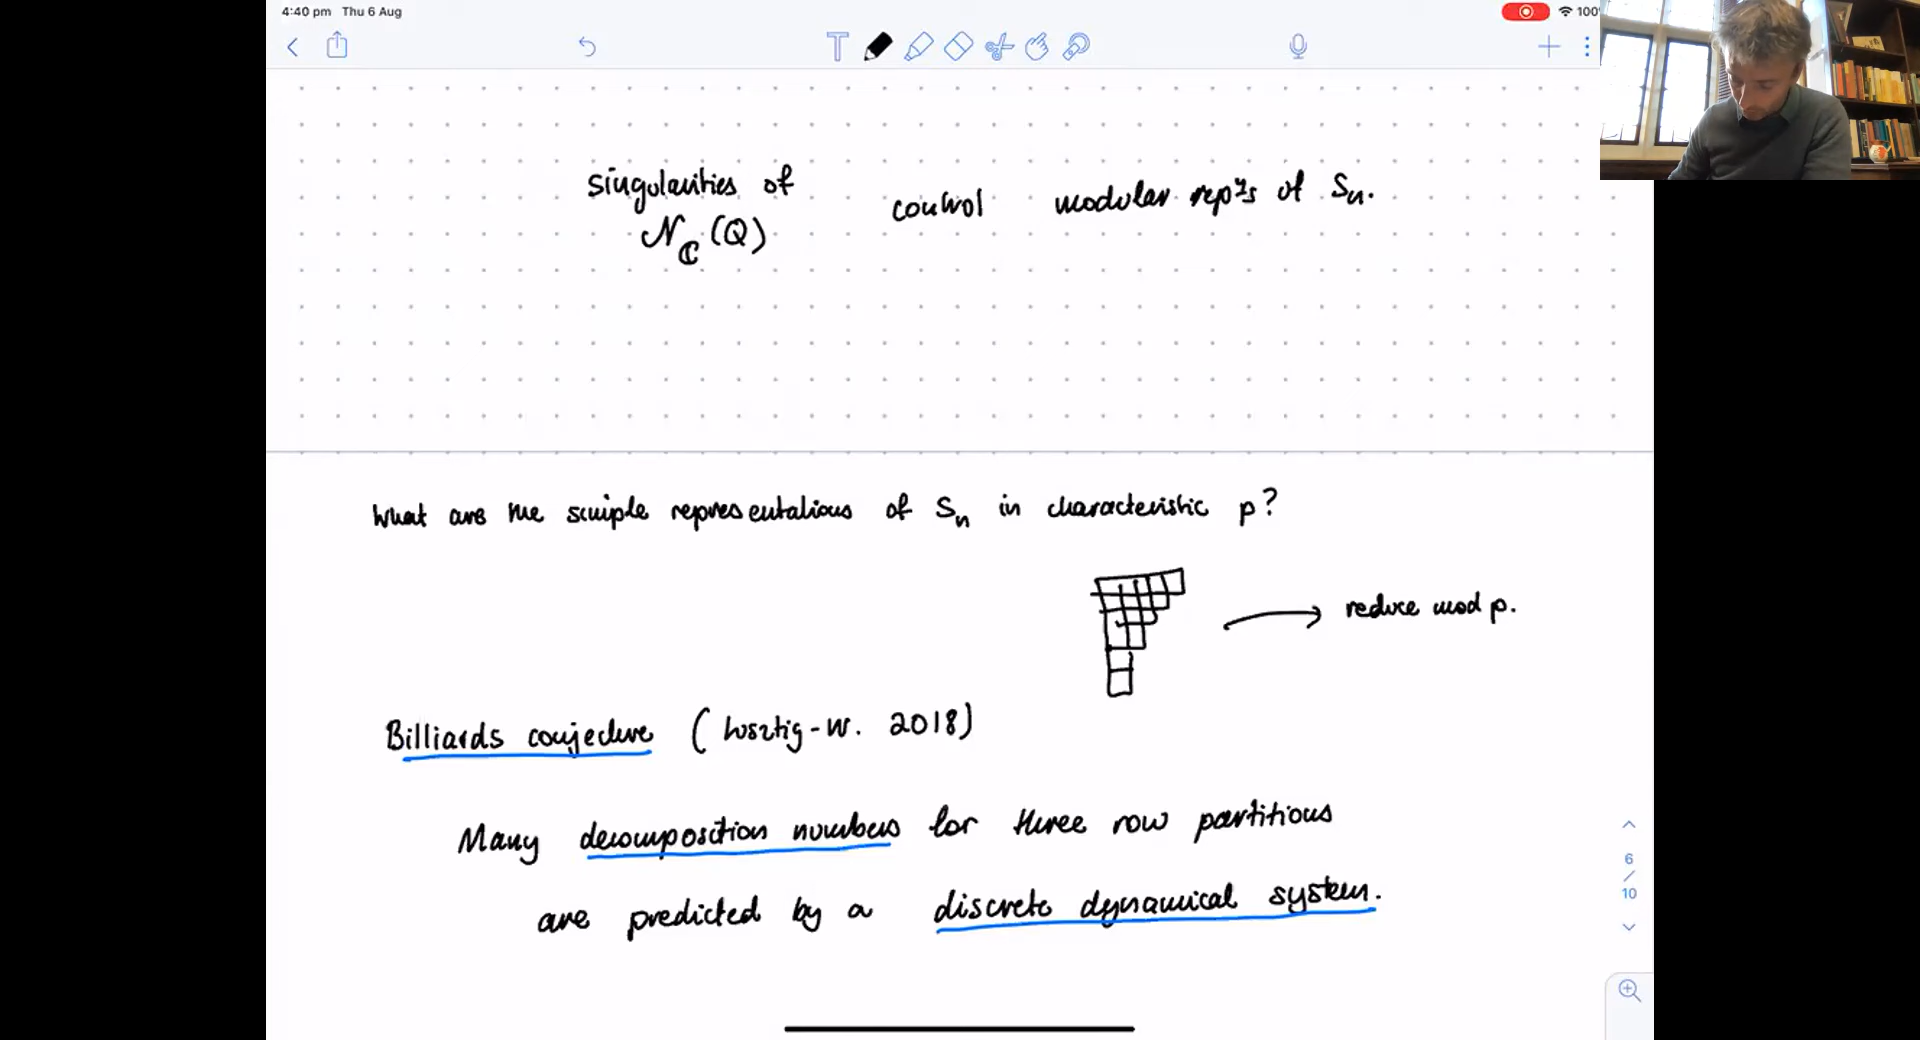 4:40 pm Thu 6 Aug
100
T
singularities of
N_ℂ(Q)
control modular repⁿs of Sₙ.
What are the simple representations of Sₙ in characteristic p?
reduce mod p.
Billiards conjecture (Lusztig-W. 2018)
Many decomposition numbers for three row partitions
are predicted by a discrete dynamical system.
6
/
10